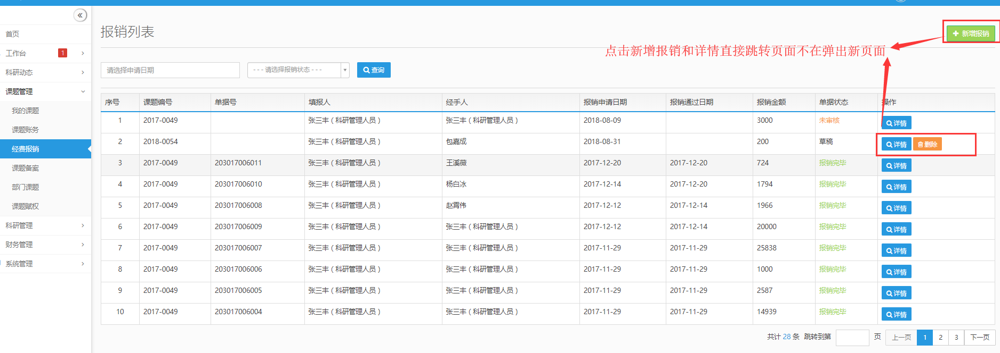 首页
工作台 1
科研动态
课题管理
我的课题
课题账务
经费报销
课题备案
部门课题
课题赋权
科研管理
财务管理
系统管理
报销列表
新增报销
点击新增报销和详情直接跳转页面不在弹出新页面
请选择申请日期 - - - 请选择报销状态 - - - 查询
序号 课题编号 单据号 填报人 经手人 报销申请日期 报销通过日期 报销金额 单据状态 操作
1 2017-0049 张三丰（科研管理人员） 张三丰（科研管理人员） 2018-08-09 3000 未审核 详情
2 2018-0054 张三丰（科研管理人员） 包嘉成 2018-08-31 200 草稿 详情 删除
3 2017-0049 203017006011 张三丰（科研管理人员） 王溪薇 2017-12-20 2017-12-20 724 报销完毕 详情
4 2017-0049 203017006010 张三丰（科研管理人员） 杨白冰 2017-12-14 2017-12-20 1794 报销完毕 详情
5 2017-0049 203017006008 张三丰（科研管理人员） 赵霄伟 2017-12-12 2017-12-14 1966 报销完毕 详情
6 2017-0049 203017006009 张三丰（科研管理人员） 张三丰（科研管理人员） 2017-12-12 2017-12-14 20000 报销完毕 详情
7 2017-0049 203017006007 张三丰（科研管理人员） 张三丰（科研管理人员） 2017-11-29 2017-11-29 25838 报销完毕 详情
8 2017-0049 203017006006 张三丰（科研管理人员） 张三丰（科研管理人员） 2017-11-29 2017-11-29 1000 报销完毕 详情
9 2017-0049 203017006005 张三丰（科研管理人员） 张三丰（科研管理人员） 2017-11-29 2017-11-29 2587 报销完毕 详情
10 2017-0049 203017006004 张三丰（科研管理人员） 张三丰（科研管理人员） 2017-11-29 2017-11-29 14939 报销完毕 详情
共计 28 条 跳转到第 页 上一页 1 2 3 下一页